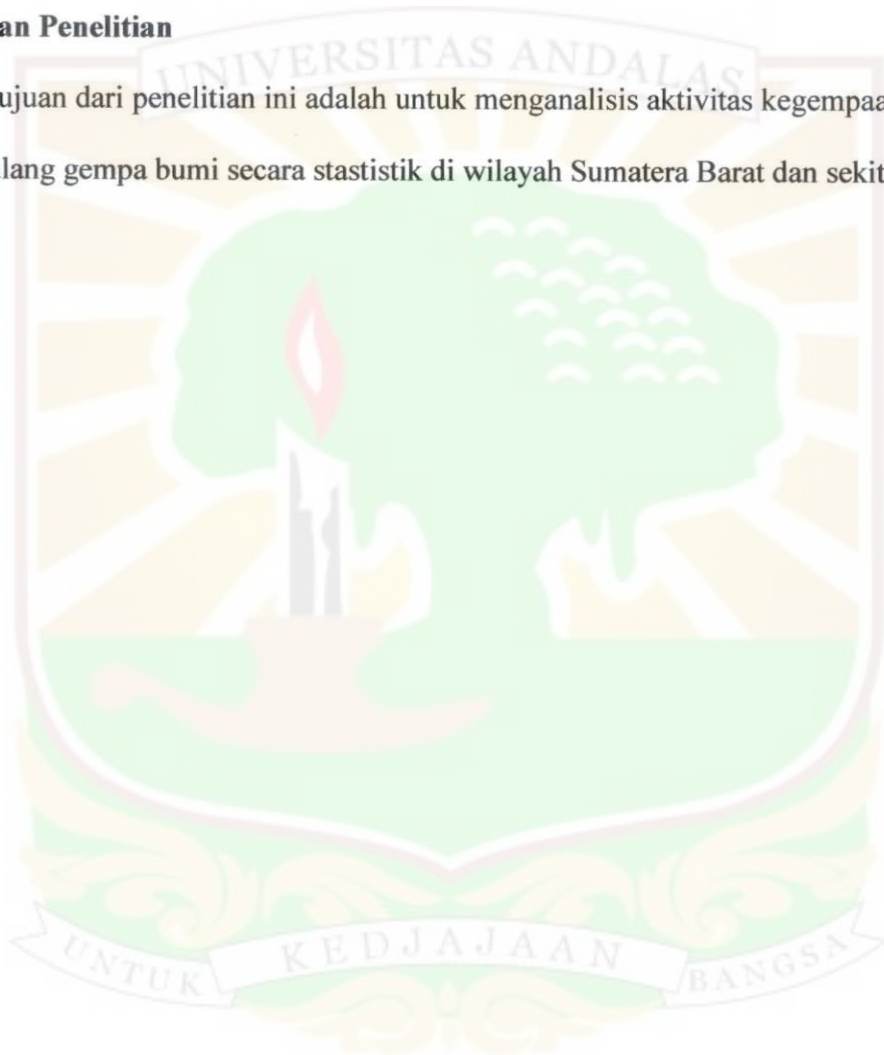 an Penelitian
UNIVERSITAS ANDALAS
ujuan dari penelitian ini adalah untuk menganalisis aktivitas kegempaa
lang gempa bumi secara stastistik di wilayah Sumatera Barat dan sekit
UNTUK KEDJAJAAN BANGSA